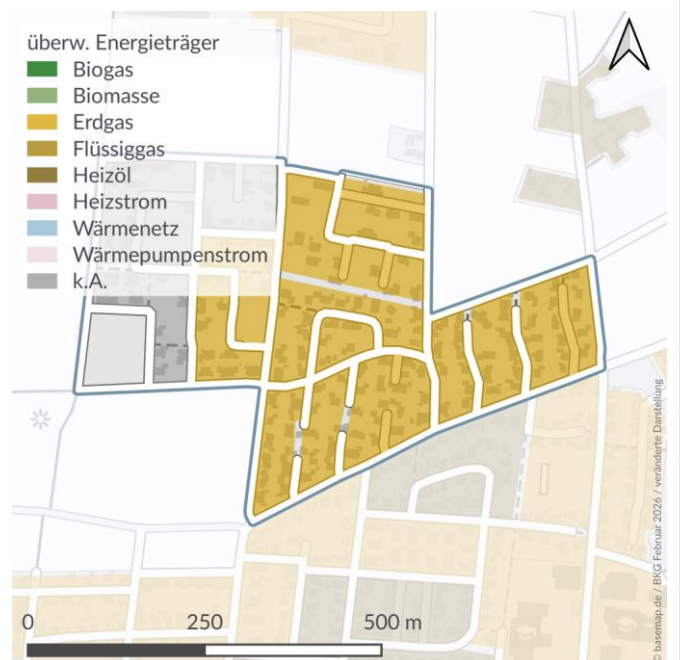 überw. Energieträger
Biogas
Biomasse
Erdgas
Flüssiggas
Heizöl
Heizstrom
Wärmenetz
Wärmepumpenstrom
k.A.
0 250 500 m
© basemap.de / BKG Februar 2026 / veränderte Darstellung